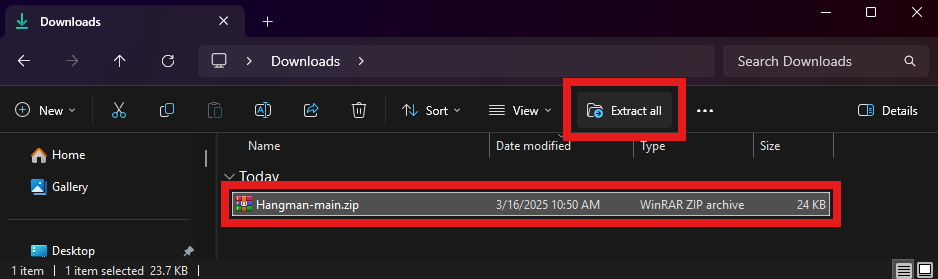 Downloads
Downloads
Search Downloads
New
Sort
View
Extract all
Details
Home
Gallery
Desktop
Name
Date modified
Type
Size
Today
Hangman-main.zip
3/16/2025 10:50 AM
WinRAR ZIP archive
24 KB
1 item
1 item selected 23.7 KB